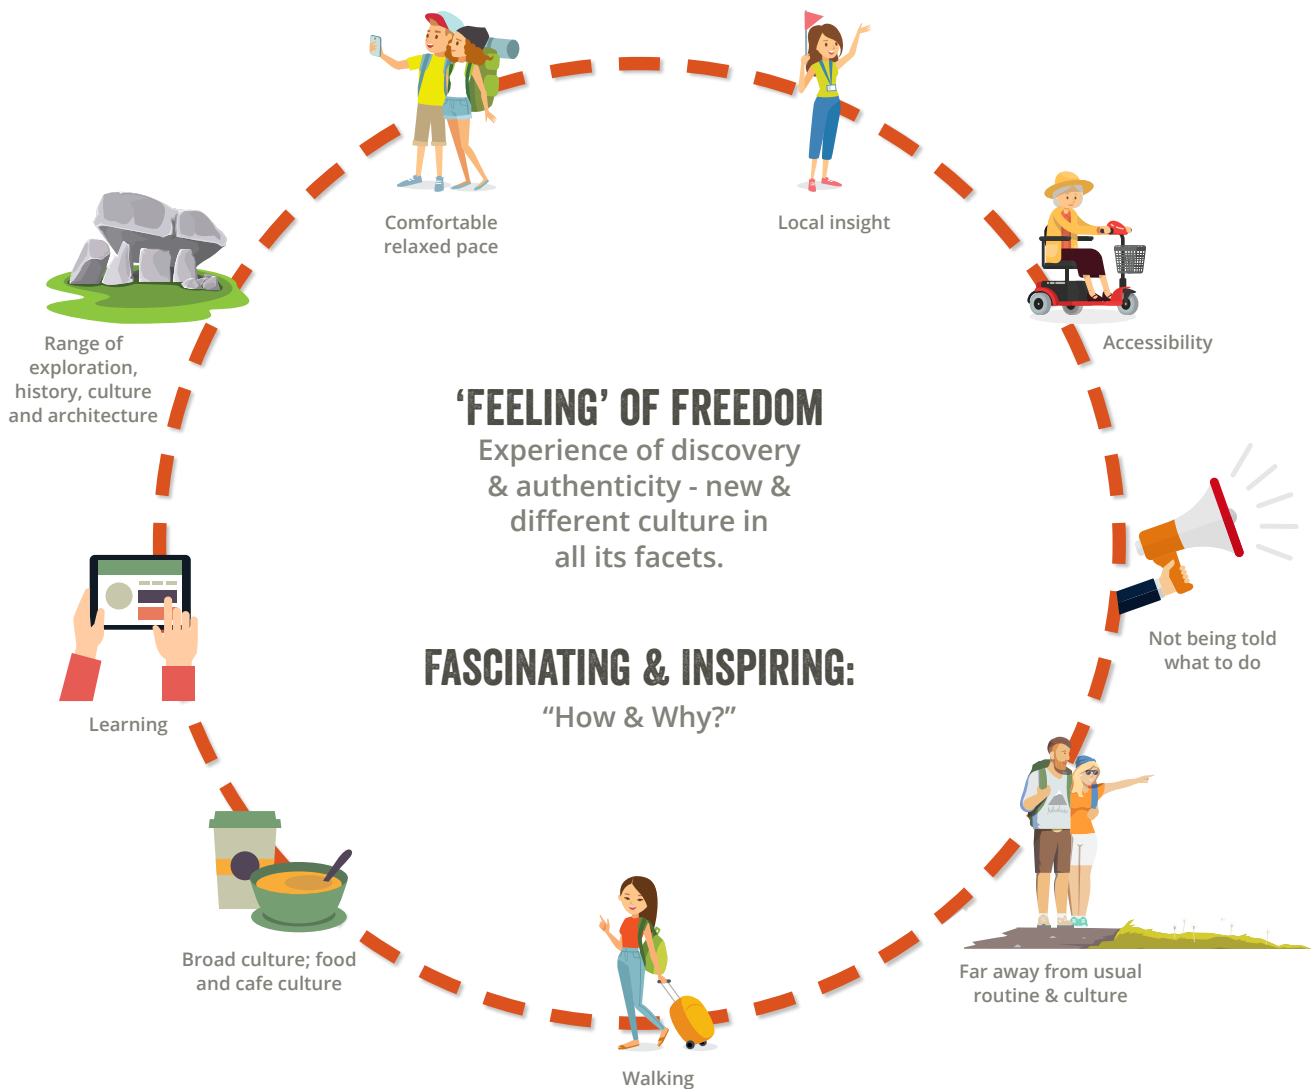 Comfortable
relaxed pace
Local insight
Accessibility
Range of
exploration,
history, culture
and architecture
‘FEELING’ OF FREEDOM
Experience of discovery
& authenticity - new &
different culture in
all its facets.
Not being told
what to do
FASCINATING & INSPIRING:
“How & Why?”
Learning
Broad culture; food
and cafe culture
Far away from usual
routine & culture
Walking